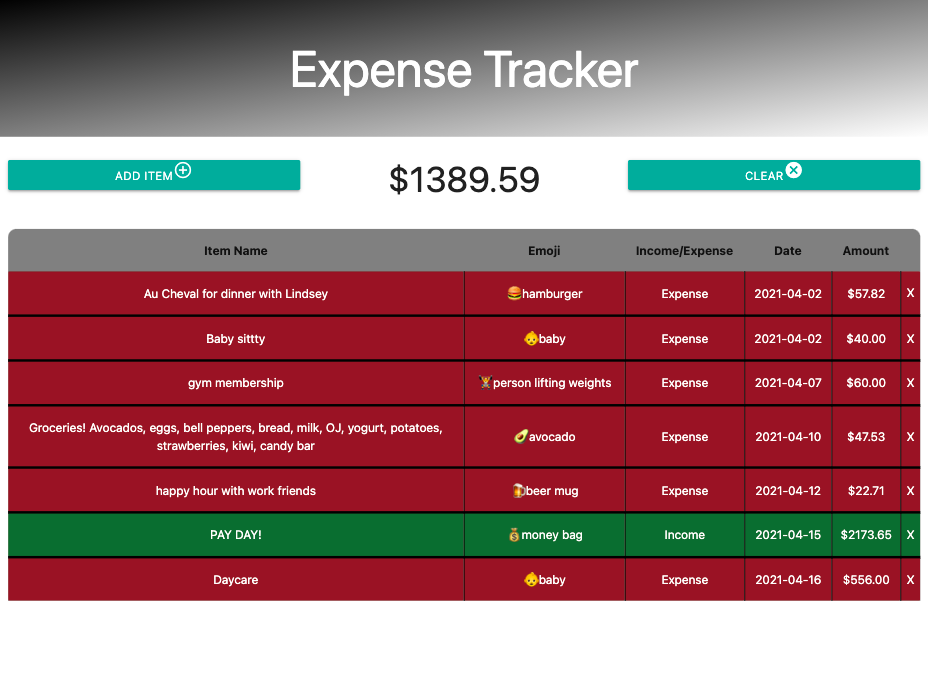 Expense Tracker
ADD ITEM
$1389.59
CLEAR
Item Name Emoji Income/Expense Date Amount
Au Cheval for dinner with Lindsey 🍔hamburger Expense 2021-04-02 $57.82 X
Baby sittty 👶baby Expense 2021-04-02 $40.00 X
gym membership 🏋️person lifting weights Expense 2021-04-07 $60.00 X
Groceries! Avocados, eggs, bell peppers, bread, milk, OJ, yogurt, potatoes,
strawberries, kiwi, candy bar 🥑avocado Expense 2021-04-10 $47.53 X
happy hour with work friends 🍺beer mug Expense 2021-04-12 $22.71 X
PAY DAY! 💰money bag Income 2021-04-15 $2173.65 X
Daycare 👶baby Expense 2021-04-16 $556.00 X